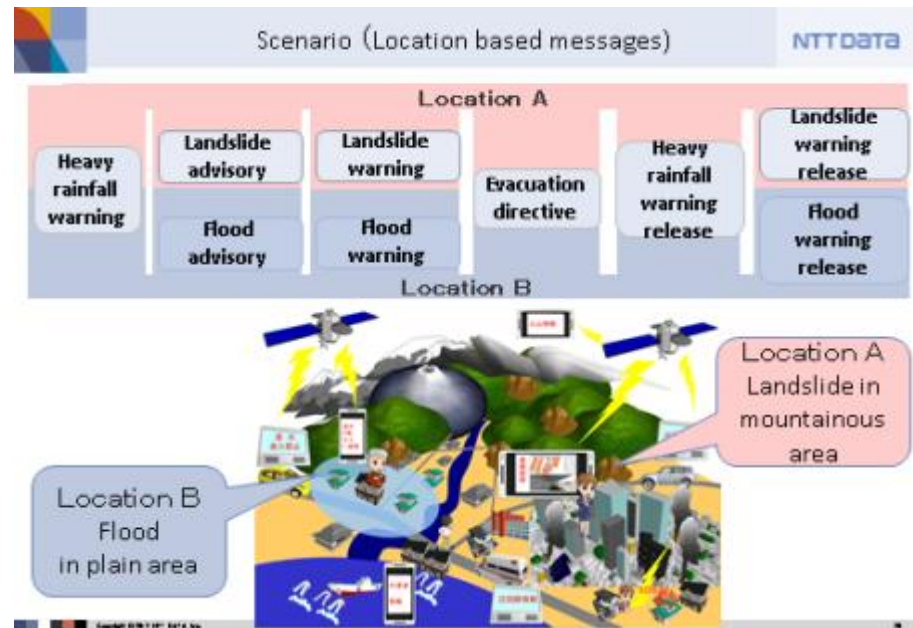 Scenario (Location based messages)
NTT DATA
Location A
Heavy
rainfall
warning
Landslide
advisory
Flood
advisory
Landslide
warning
Flood
warning
Evacuation
directive
Heavy
rainfall
warning
release
Landslide
warning
release
Flood
warning
release
Location B
Location A
Landslide in
mountainous
area
Location B
Flood
in plain area